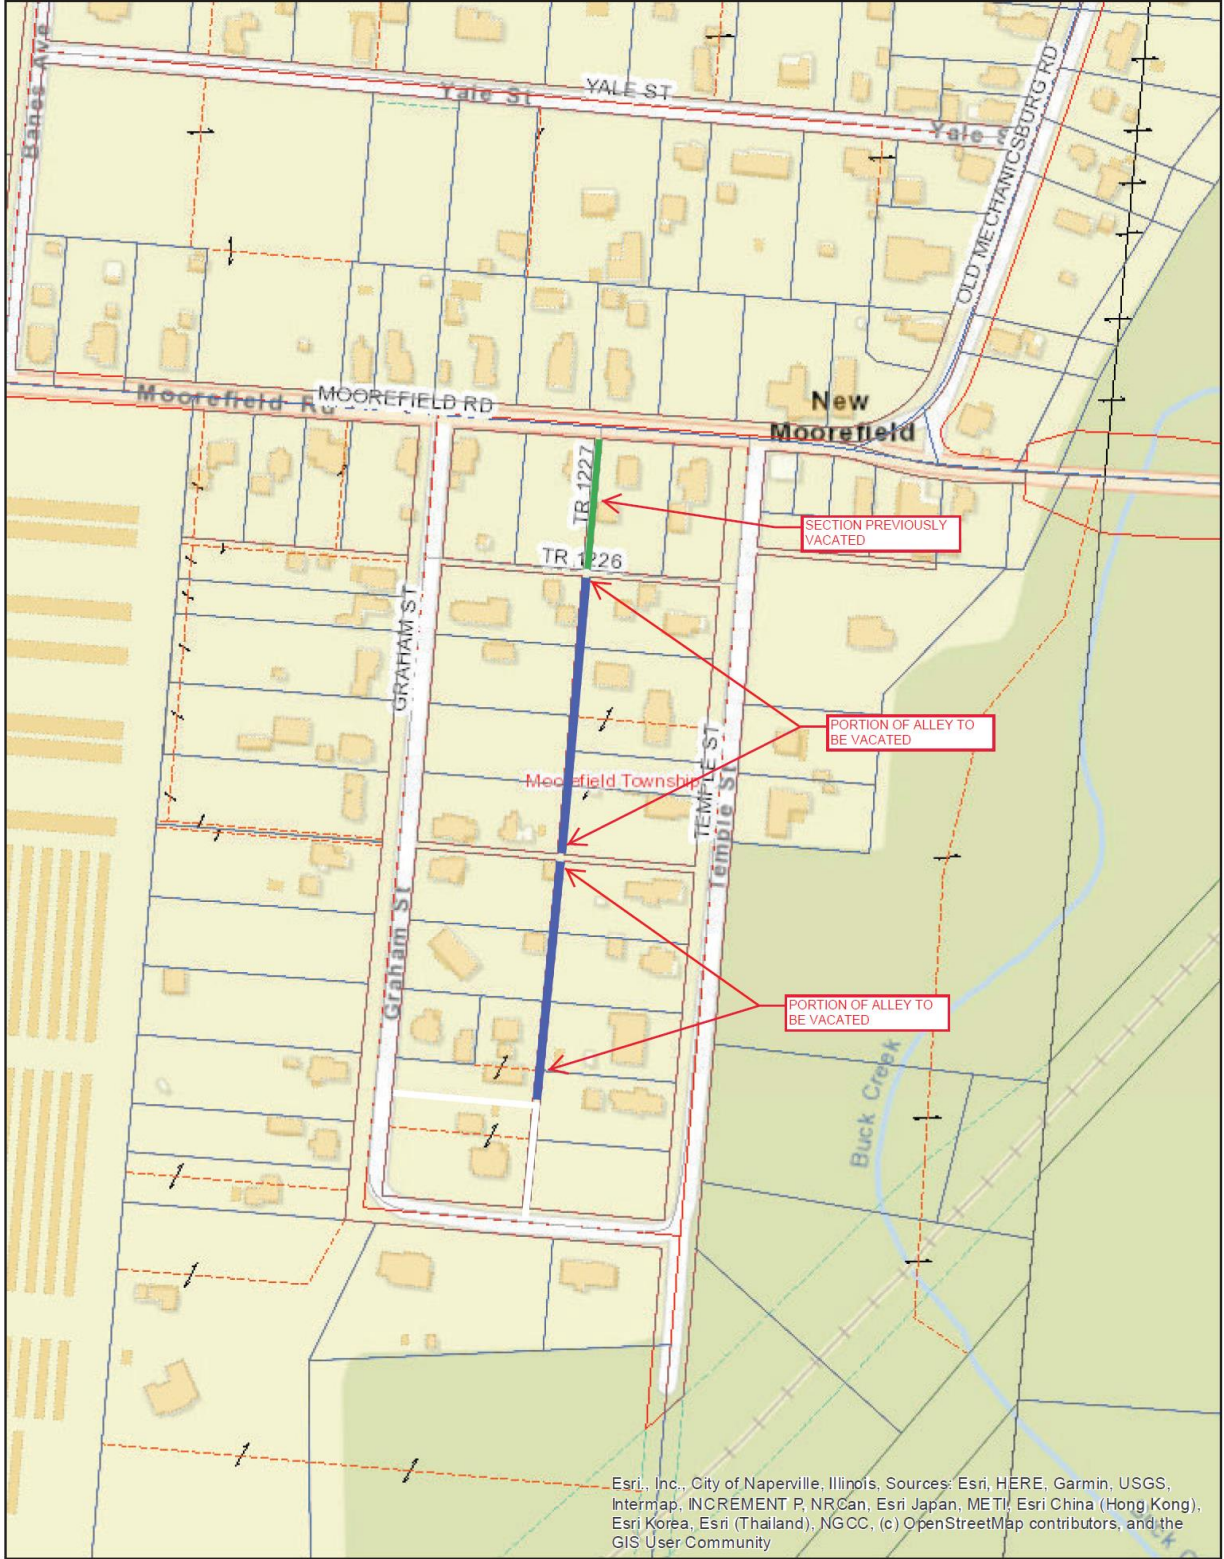 Banes Ave
Yale St
YALE ST
Yale S
OLD MECHANICSBURG RD
Moorefield Rd
MOOREFIELD RD
New
Moorefield
TR 1227
SECTION PREVIOUSLY
VACATED
TR 1226
GRAHAM ST
PORTION OF ALLEY TO
BE VACATED
Moorefield Township
TEMPLE ST
Temple St
Graham St
PORTION OF ALLEY TO
BE VACATED
Buck Creek
Esri,, Inc., City of Naperville, Illinois, Sources: Esri, HERE, Garmin, USGS,
Intermap, INCREMENT P, NRCan, Esri Japan, METI, Esri China (Hong Kong),
Esri Korea, Esri (Thailand), NGCC, (c) OpenStreetMap contributors, and the
GIS User Community
Buck C